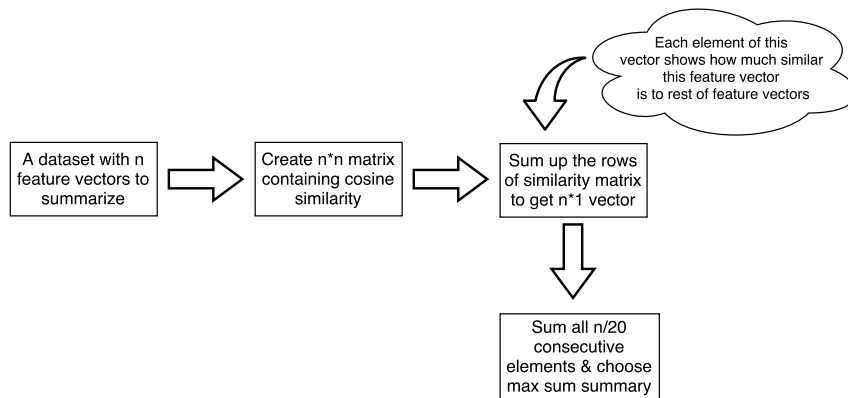 Each element of this
vector shows how much similar
this feature vector
is to rest of feature vectors
A dataset with n
feature vectors to
summarize
Create n*n matrix
containing cosine
similarity
Sum up the rows
of similarity matrix
to get n*1 vector
Sum all n/20
consecutive
elements & choose
max sum summary